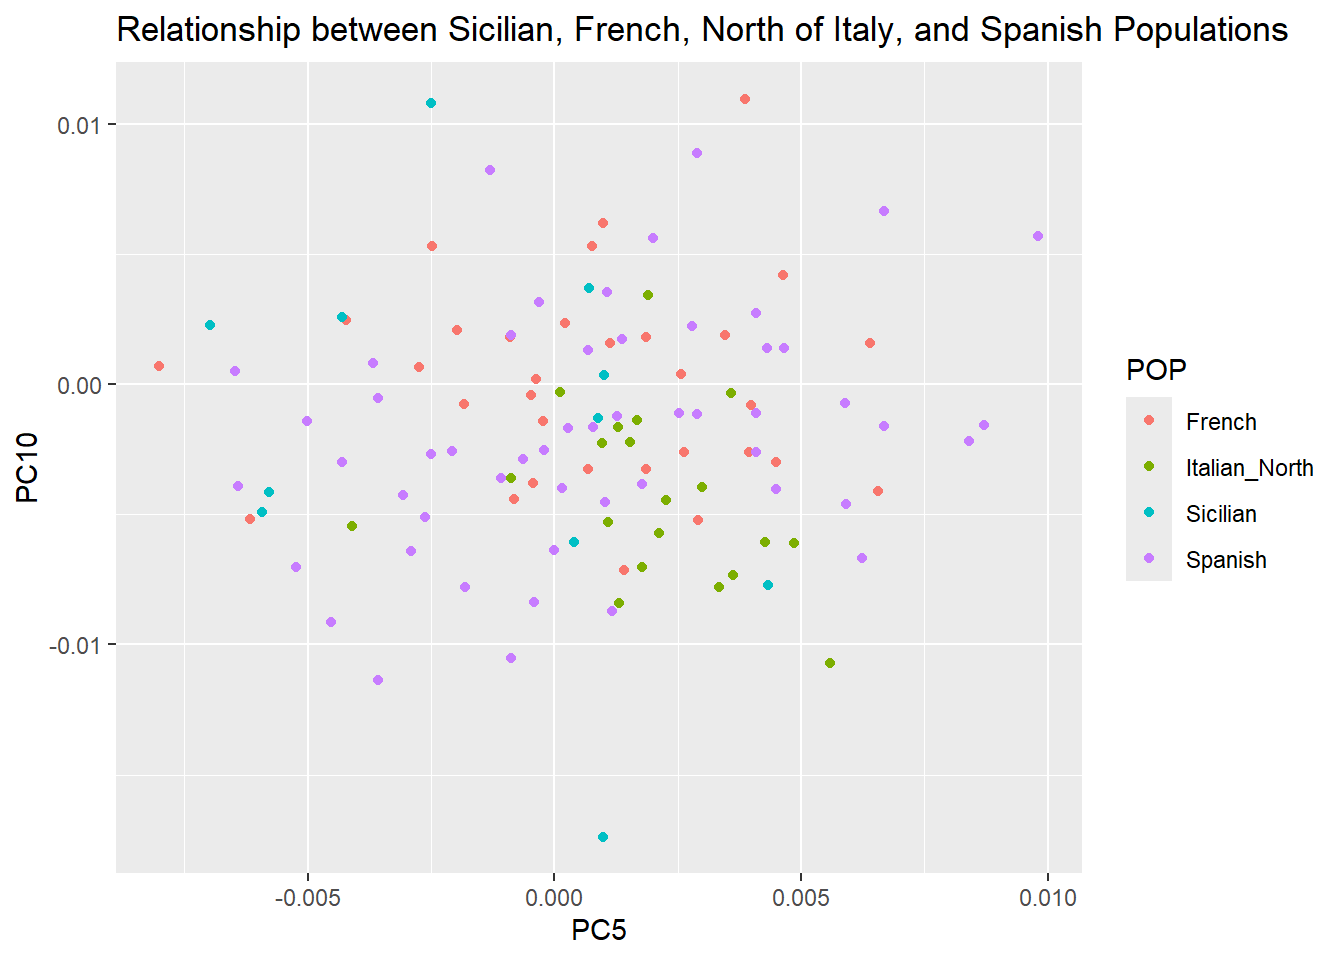 Relationship between Sicilian, French, North of Italy, and Spanish Populations
0.01
0.00
-0.01
PC10
-0.005
0.000
0.005
0.010
PC5
POP
French
Italian_North
Sicilian
Spanish